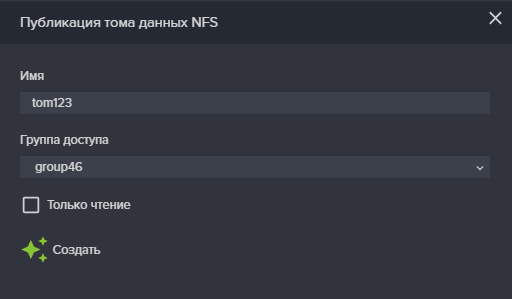 Публикация тома данных NFS
Имя
tom123
Группа доступа
group46
Только чтение
Создать